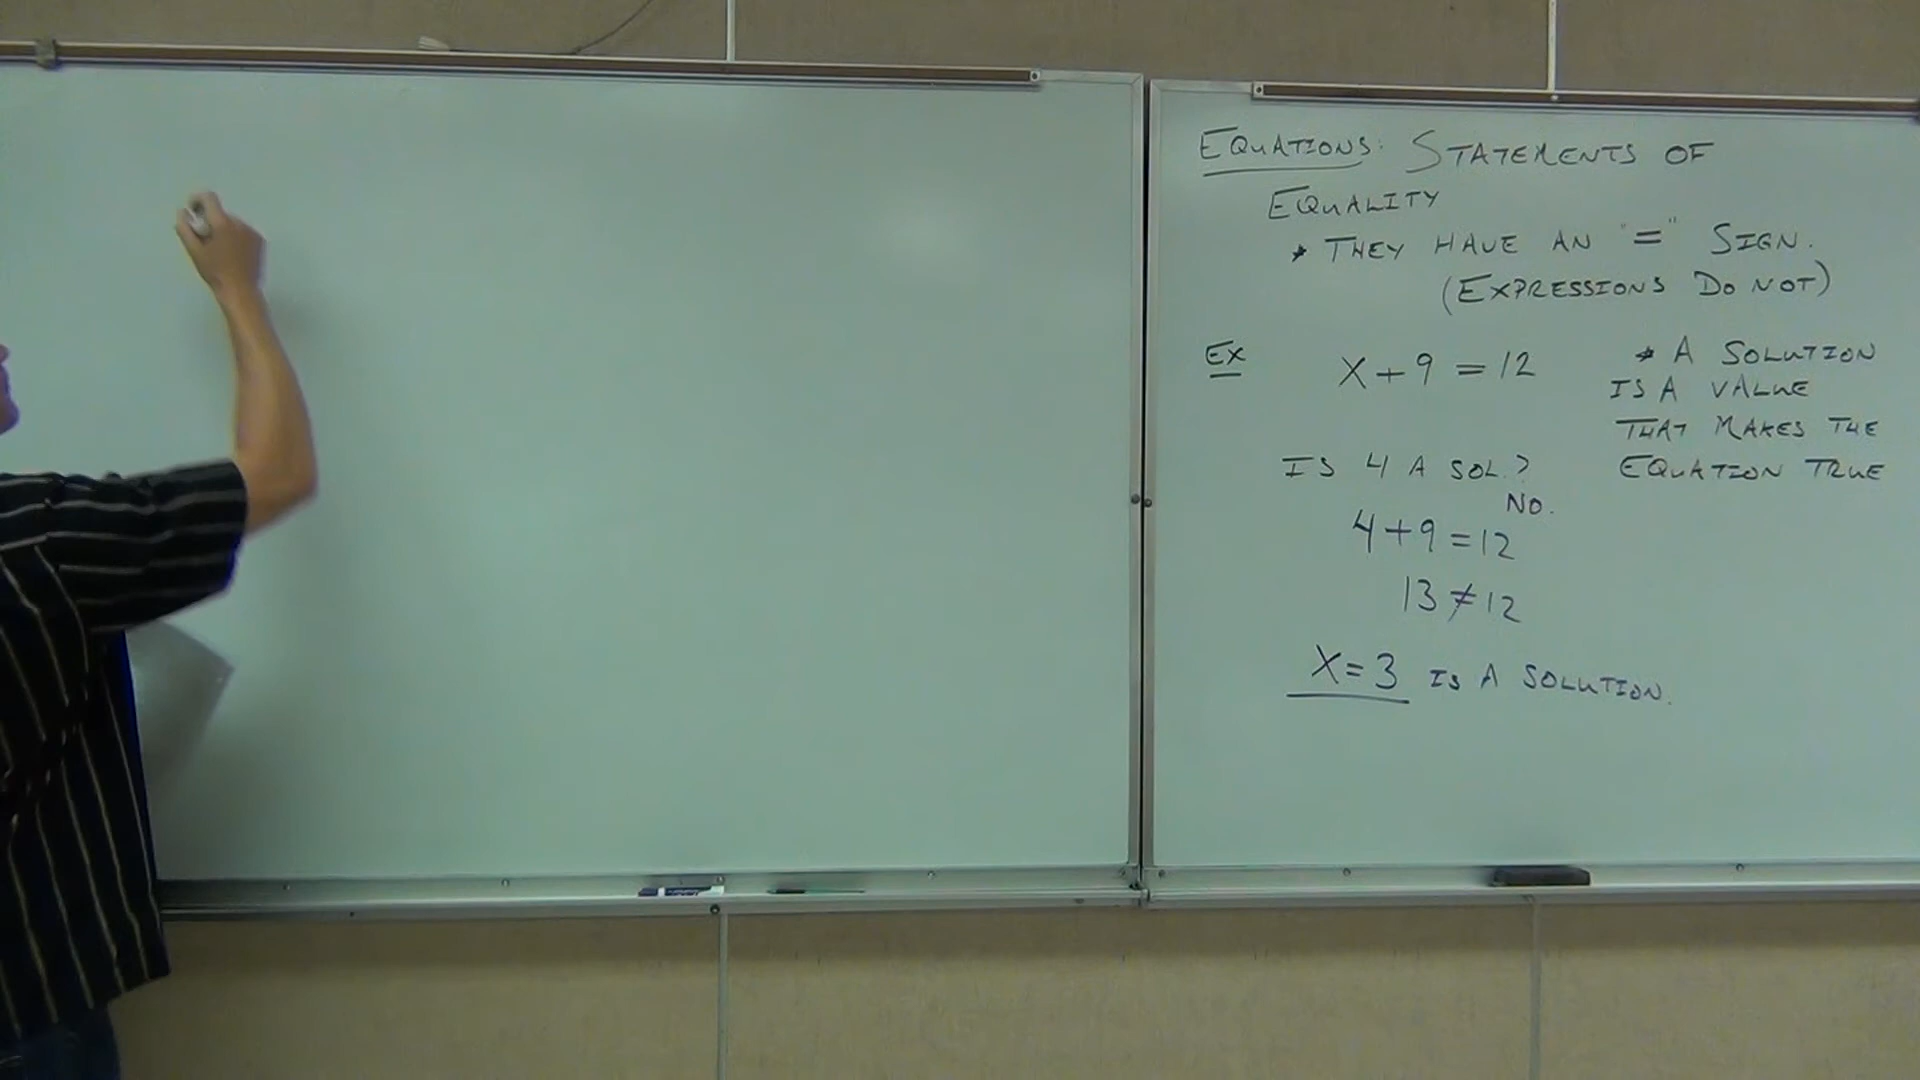 EQUATIONS: STATEMENTS OF
EQUALITY
* THEY HAVE AN "=" SIGN.
(EXPRESSIONS DO NOT)
EX
X + 9 = 12
* A SOLUTION
IS A VALUE
THAT MAKES THE
EQUATION TRUE
IS 4 A SOL.?
NO.
4 + 9 = 12
13 ≠ 12
X = 3 IS A SOLUTION.